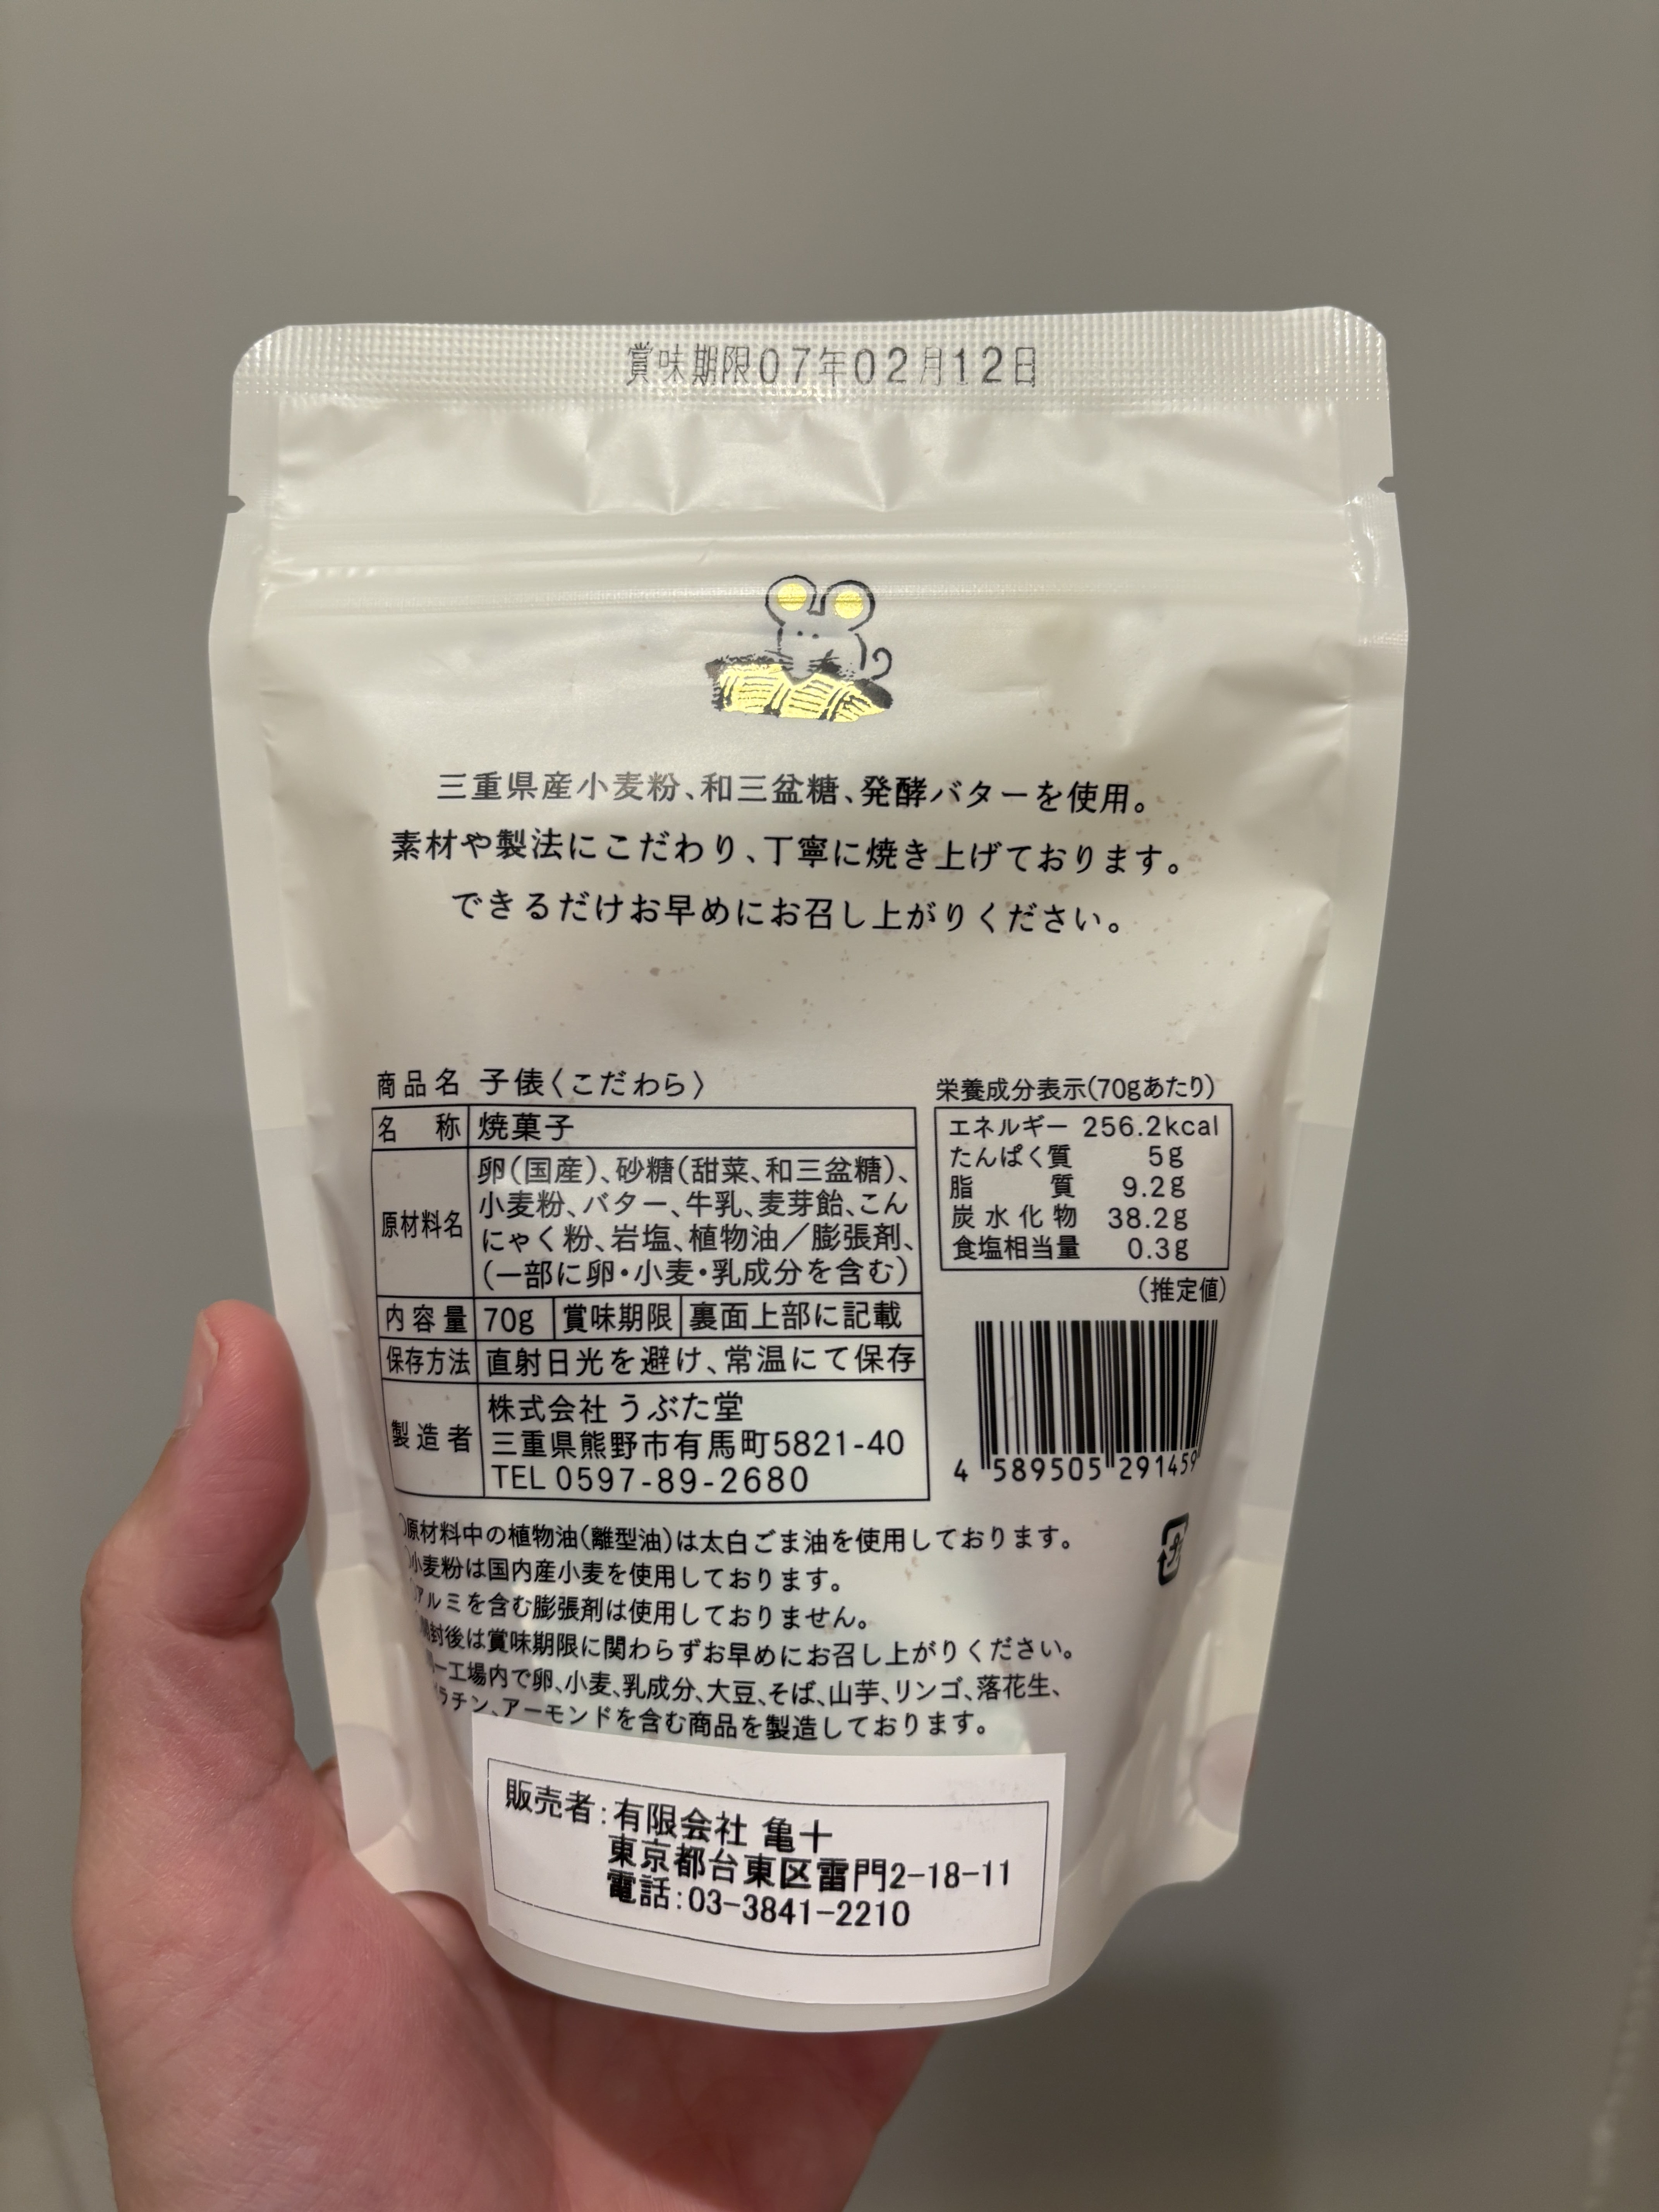 賞味期限07年02月12日
三重県産小麦粉、和三盆糖、発酵バターを使用。
素材や製法にこだわり、丁寧に焼き上げております。
できるだけお早めにお召し上がりください。
商品名 子俵〈こだわら〉
名 称 焼菓子
原材料名
卵(国産)、砂糖(甜菜、和三盆糖)、
小麦粉、バター、牛乳、麦芽飴、こん
にゃく粉、岩塩、植物油/膨張剤、
(一部に卵・小麦・乳成分を含む)
内容量 70g 賞味期限 裏面上部に記載
保存方法 直射日光を避け、常温にて保存
製造者
株式会社 うぶた堂
三重県熊野市有馬町5821-40
TEL 0597-89-2680
栄養成分表示(70gあたり)
エネルギー 256.2kcal
たんぱく質 5g
脂 質 9.2g
炭水化物 38.2g
食塩相当量 0.3g
(推定値)
4 589505 291459
○原材料中の植物油(離型油)は太白ごま油を使用しております。
○小麦粉は国内産小麦を使用しております。
アルミを含む膨張剤は使用しておりません。
開封後は賞味期限に関わらずお早めにお召し上がりください。
一工場内で卵、小麦、乳成分、大豆、そば、山芋、リンゴ、落花生、
ラチン、アーモンドを含む商品を製造しております。
販売者:有限会社 亀十
東京都台東区雷門2-18-11
電話:03-3841-2210